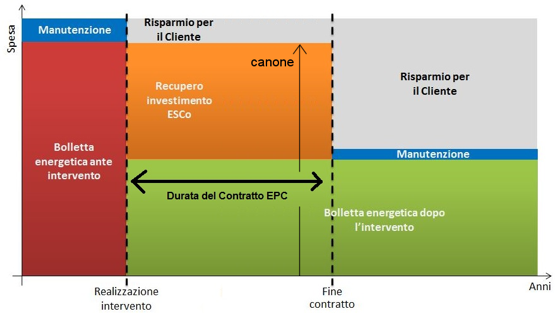 Spesa
Manutenzione
Risparmio per
il Cliente
canone
Recupero
investimento
ESCo
Risparmio per
il Cliente
Bolletta
energetica ante
intervento
Manutenzione
Durata del Contratto EPC
Bolletta energetica dopo
l'intervento
Realizzazione
intervento
Fine
contratto
Anni